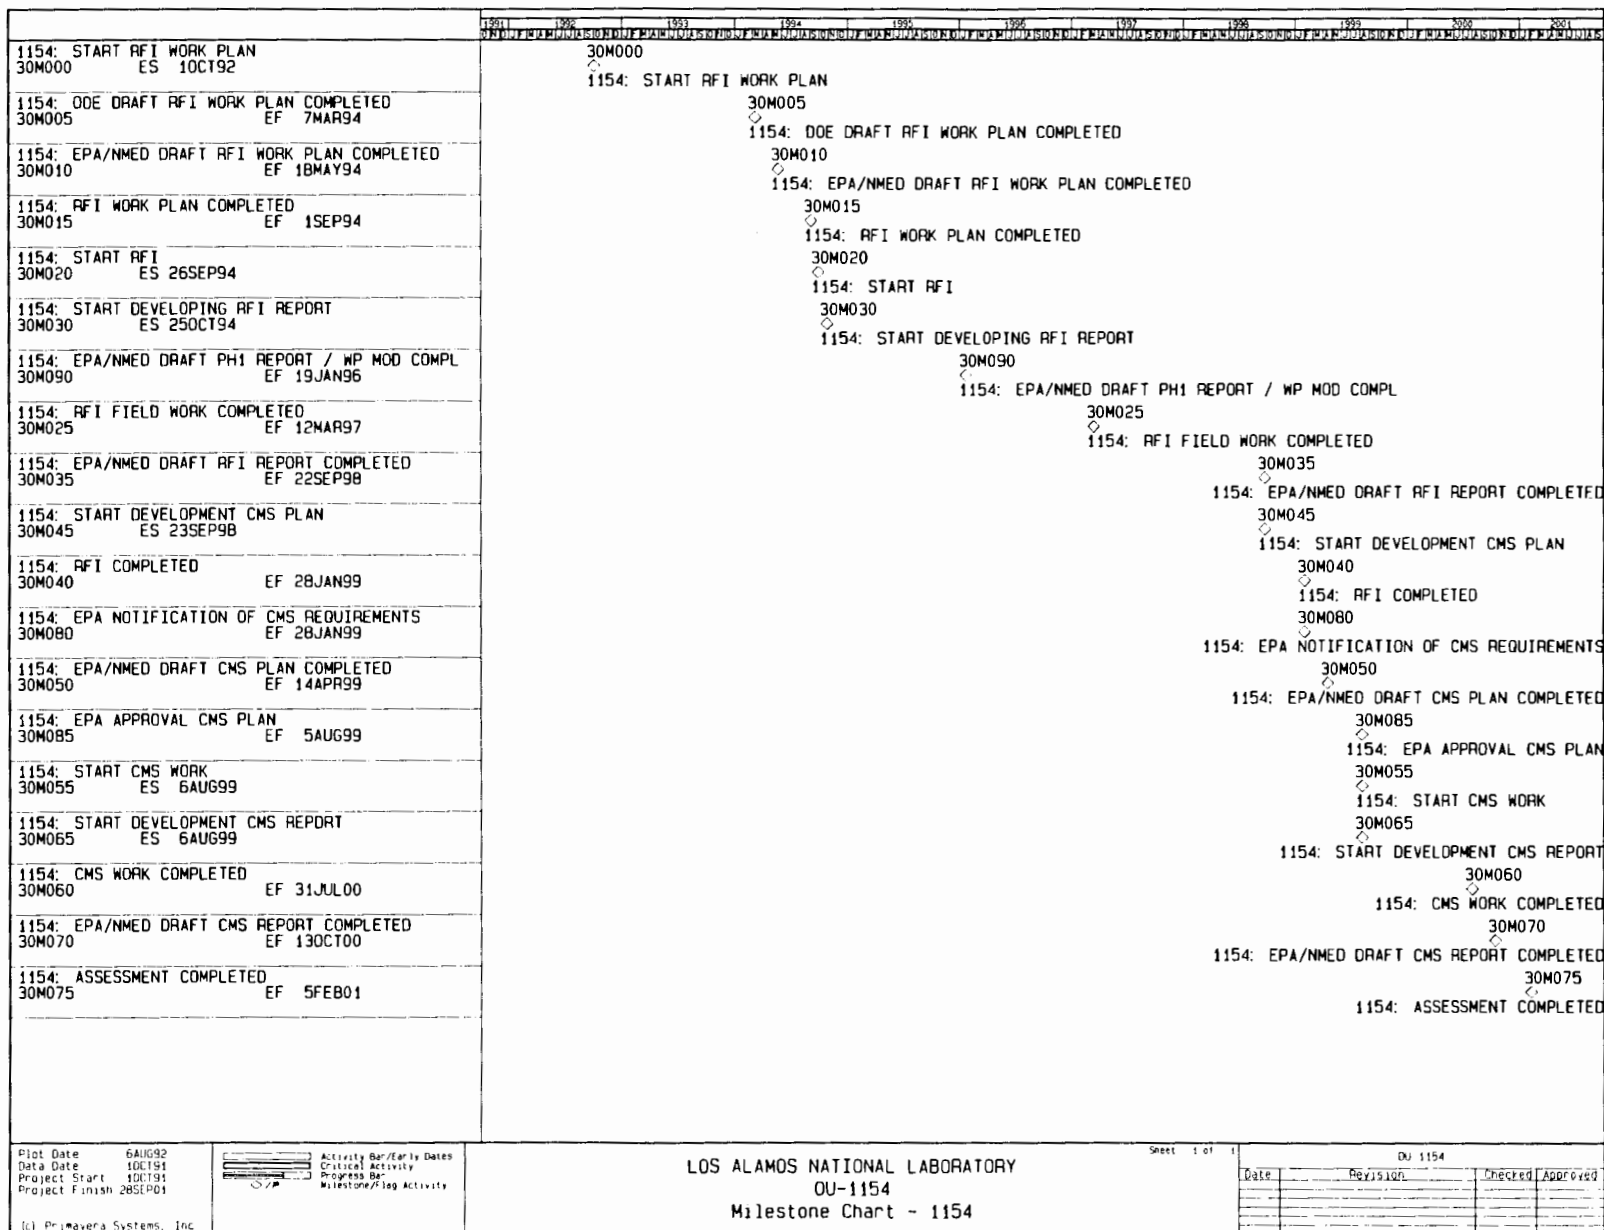 1991 1992 1993 1994 1995 1996 1997 1998 1999 2000 2001
1154: START RFI WORK PLAN
30M000 ES 1OCT92
1154: DOE DRAFT RFI WORK PLAN COMPLETED
30M005 EF 7MAR94
1154: EPA/NMED DRAFT RFI WORK PLAN COMPLETED
30M010 EF 18MAY94
1154: RFI WORK PLAN COMPLETED
30M015 EF 1SEP94
1154: START RFI
30M020 ES 26SEP94
1154: START DEVELOPING RFI REPORT
30M030 ES 25OCT94
1154: EPA/NMED DRAFT PH1 REPORT / WP MOD COMPL
30M090 EF 19JAN96
1154: RFI FIELD WORK COMPLETED
30M025 EF 12MAR97
1154: EPA/NMED DRAFT RFI REPORT COMPLETED
30M035 EF 22SEP98
1154: START DEVELOPMENT CMS PLAN
30M045 ES 23SEP98
1154: RFI COMPLETED
30M040 EF 28JAN99
1154: EPA NOTIFICATION OF CMS REQUIREMENTS
30M080 EF 28JAN99
1154: EPA/NMED DRAFT CMS PLAN COMPLETED
30M050 EF 14APR99
1154: EPA APPROVAL CMS PLAN
30M085 EF 5AUG99
1154: START CMS WORK
30M055 ES 6AUG99
1154: START DEVELOPMENT CMS REPORT
30M065 ES 6AUG99
1154: CMS WORK COMPLETED
30M060 EF 31JUL00
1154: EPA/NMED DRAFT CMS REPORT COMPLETED
30M070 EF 13OCT00
1154: ASSESSMENT COMPLETED
30M075 EF 5FEB01
30M000
1154: START RFI WORK PLAN
30M005
1154: DOE DRAFT RFI WORK PLAN COMPLETED
30M010
1154: EPA/NMED DRAFT RFI WORK PLAN COMPLETED
30M015
1154: RFI WORK PLAN COMPLETED
30M020
1154: START RFI
30M030
1154: START DEVELOPING RFI REPORT
30M090
1154: EPA/NMED DRAFT PH1 REPORT / WP MOD COMPL
30M025
1154: RFI FIELD WORK COMPLETED
30M035
1154: EPA/NMED DRAFT RFI REPORT COMPLETED
30M045
1154: START DEVELOPMENT CMS PLAN
30M040
1154: RFI COMPLETED
30M080
1154: EPA NOTIFICATION OF CMS REQUIREMENTS
30M050
1154: EPA/NMED DRAFT CMS PLAN COMPLETED
30M085
1154: EPA APPROVAL CMS PLAN
30M055
1154: START CMS WORK
30M065
1154: START DEVELOPMENT CMS REPORT
30M060
1154: CMS WORK COMPLETED
30M070
1154: EPA/NMED DRAFT CMS REPORT COMPLETED
30M075
1154: ASSESSMENT COMPLETED
Plot Date 6AUG92
Data Date 1OCT91
Project Start 1OCT91
Project Finish 28SEP01
(c) Primavera Systems, Inc
Activity Bar/Early Dates
Critical Activity
Progress Bar
Milestone/Flag Activity
LOS ALAMOS NATIONAL LABORATORY
OU-1154
Milestone Chart - 1154
Sheet 1 of 1
OU 1154
Date Revision Checked Approved